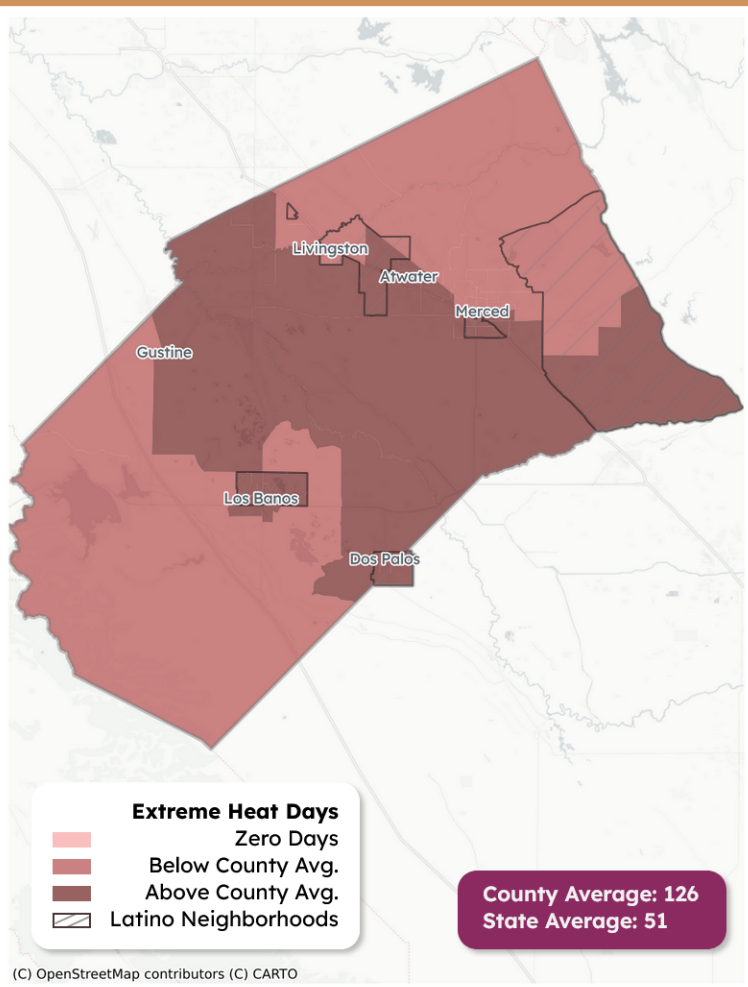 Livingston
Atwater
Merced
Gustine
Los Banos
Dos Palos
Extreme Heat Days
Zero Days
Below County Avg.
Above County Avg.
Latino Neighborhoods
County Average: 126
State Average: 51
(C) OpenStreetMap contributors (C) CARTO